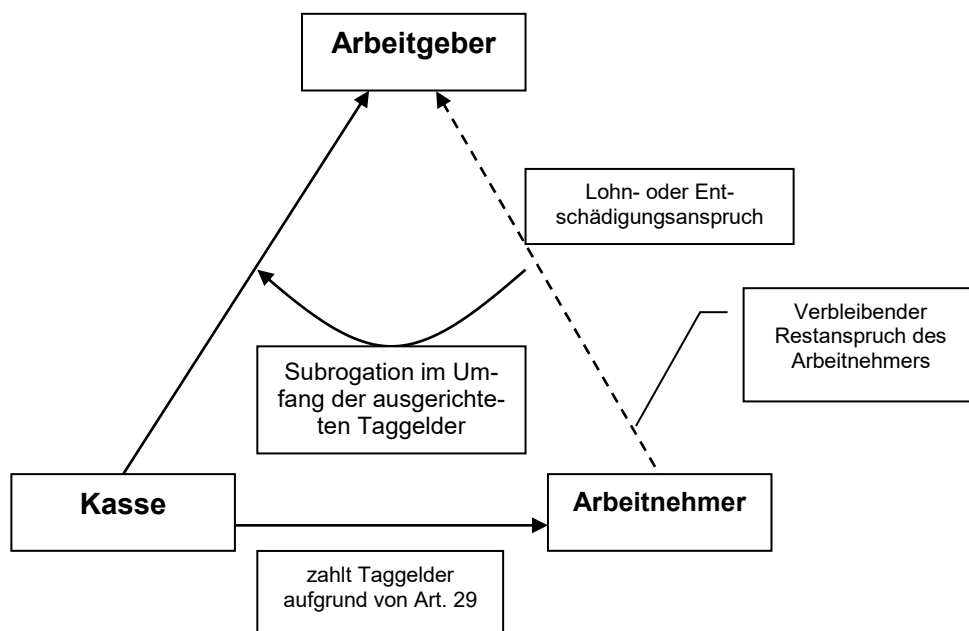 Arbeitgeber
Lohn- oder Ent-
schädigungsanspruch
Verbleibender
Restanspruch des
Arbeitnehmers
Subrogation im Um-
fang der ausgerichte-
ten Taggelder
Kasse
Arbeitnehmer
zahlt Taggelder
aufgrund von Art. 29